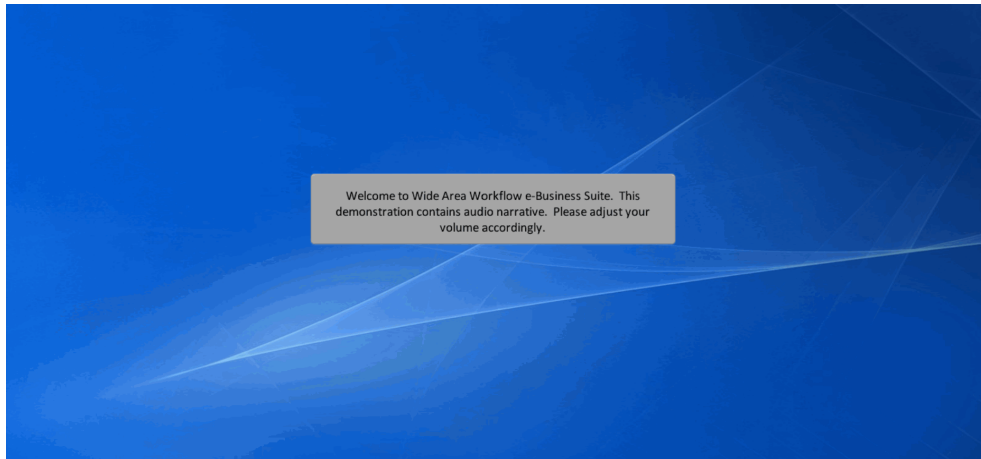 Welcome to Wide Area Workflow e-Business Suite.  This
demonstration contains audio narrative.  Please adjust your
volume accordingly.